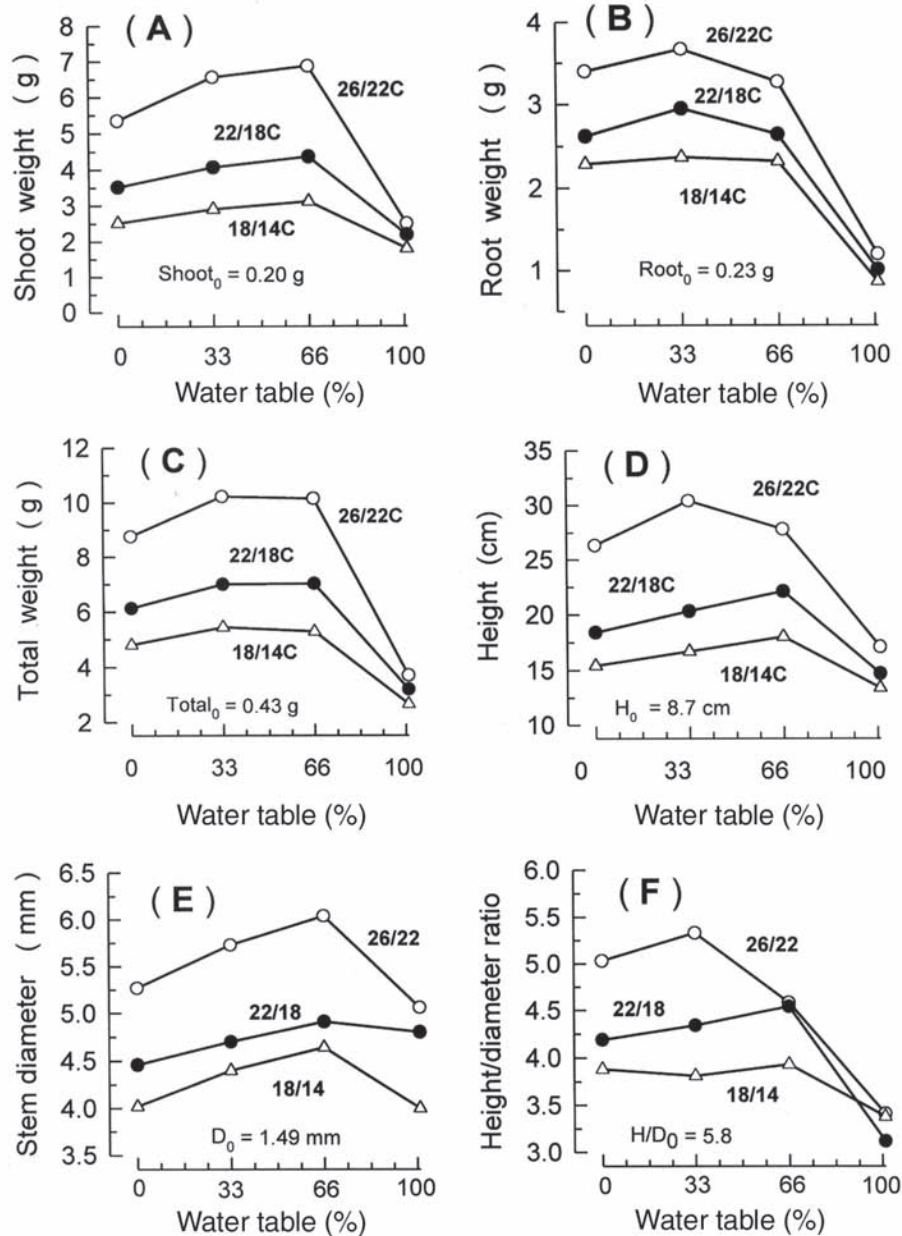 ( A )
Shoot weight ( g )
8
7
6
5
4
3
2
1
0
26/22C
22/18C
18/14C
Shoot0 = 0.20 g
0 33 66 100
Water table (%)
( B )
Root weight ( g )
4
3
2
1
26/22C
22/18C
18/14C
Root0 = 0.23 g
0 33 66 100
Water table (%)
( C )
Total weight ( g )
12
10
8
6
4
2
26/22C
22/18C
18/14C
Total0 = 0.43 g
0 33 66 100
Water table (%)
( D )
Height (cm)
35
30
25
20
15
10
26/22C
22/18C
18/14C
H0 = 8.7 cm
0 33 66 100
Water table (%)
( E )
Stem diameter ( mm )
6.5
6.0
5.5
5.0
4.5
4.0
3.5
26/22
22/18
18/14
D0 = 1.49 mm
0 33 66 100
Water table (%)
( F )
Height/diameter ratio
6.0
5.5
5.0
4.5
4.0
3.5
3.0
26/22
22/18
18/14
H/D0 = 5.8
0 33 66 100
Water table (%)